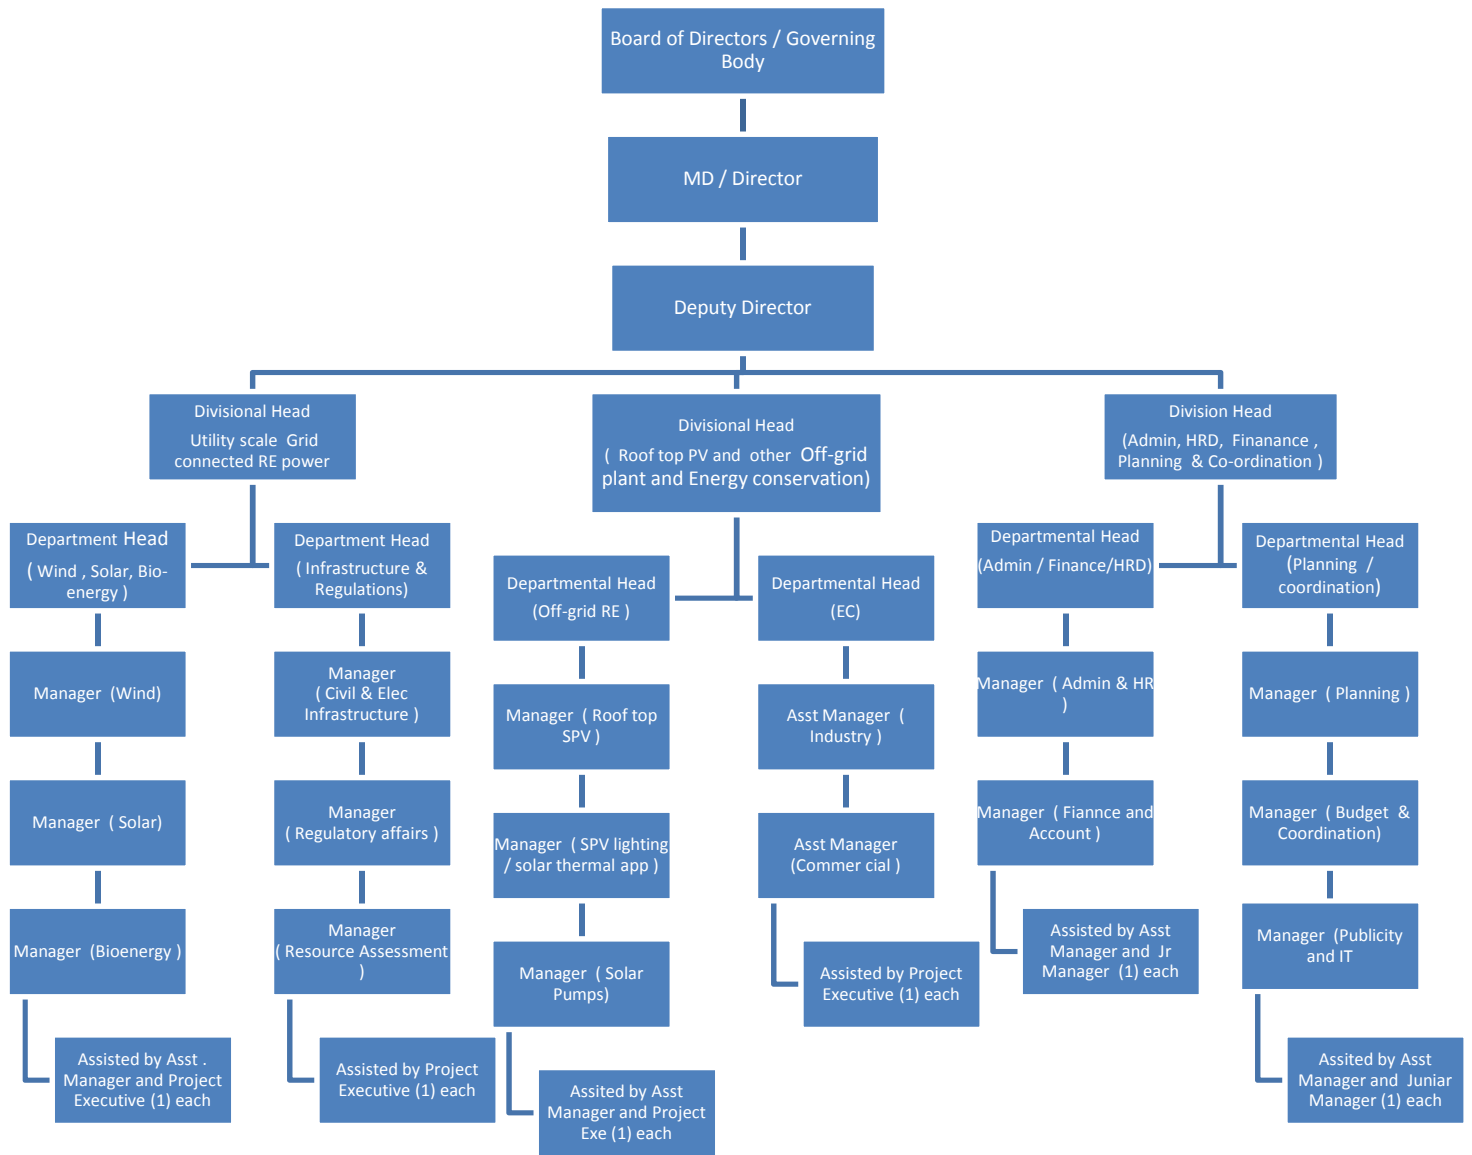 Board of Directors / Governing
Body
MD / Director
Deputy Director
Divisional Head
Utility scale Grid
connected RE power
Divisional Head
( Roof top PV and other Off-grid
plant and Energy conservation)
Division Head
(Admin, HRD, Finanance ,
Planning & Co-ordination )
Department Head
( Wind , Solar, Bio-
energy )
Department Head
( Infrastructure &
Regulations)
Departmental Head
(Off-grid RE )
Departmental Head
(EC)
Departmental Head
(Admin / Finance/HRD)
Departmental Head
(Planning /
coordination)
Manager (Wind)
Manager
( Civil & Elec
Infrastructure )
Manager ( Roof top
SPV )
Asst Manager (
Industry )
Manager ( Admin & HR
)
Manager ( Planning )
Manager ( Solar)
Manager
( Regulatory affairs )
Manager ( SPV lighting
/ solar thermal app )
Asst Manager
(Commer cial )
Manager ( Fiannce and
Account )
Manager ( Budget &
Coordination)
Manager (Bioenergy )
Manager
( Resource Assessment
)
Manager ( Solar
Pumps)
Assisted by Project
Executive (1) each
Assisted by Asst
Manager and Jr
Manager (1) each
Manager (Publicity
and IT
Assisted by Asst .
Manager and Project
Executive (1) each
Assisted by Project
Executive (1) each
Assited by Asst
Manager and Project
Exe (1) each
Assited by Asst
Manager and Juniar
Manager (1) each